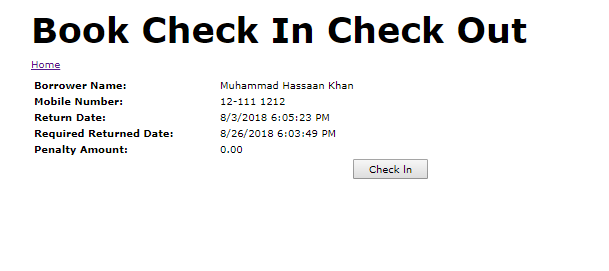 Book Check In Check Out
Home
Borrower Name: Muhammad Hassaan Khan
Mobile Number: 12-111 1212
Return Date: 8/3/2018 6:05:23 PM
Required Returned Date: 8/26/2018 6:03:49 PM
Penalty Amount: 0.00
Check In